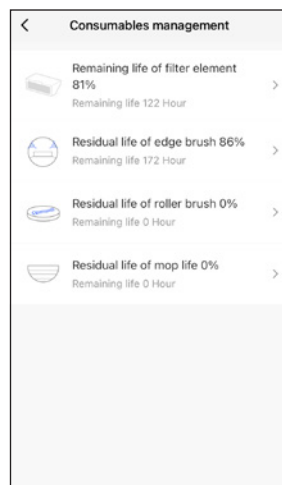 Consumables management
Remaining life of filter element
81%
Remaining life 122 Hour
Residual life of edge brush 86%
Remaining life 172 Hour
Residual life of roller brush 0%
Remaining life 0 Hour
Residual life of mop life 0%
Remaining life 0 Hour